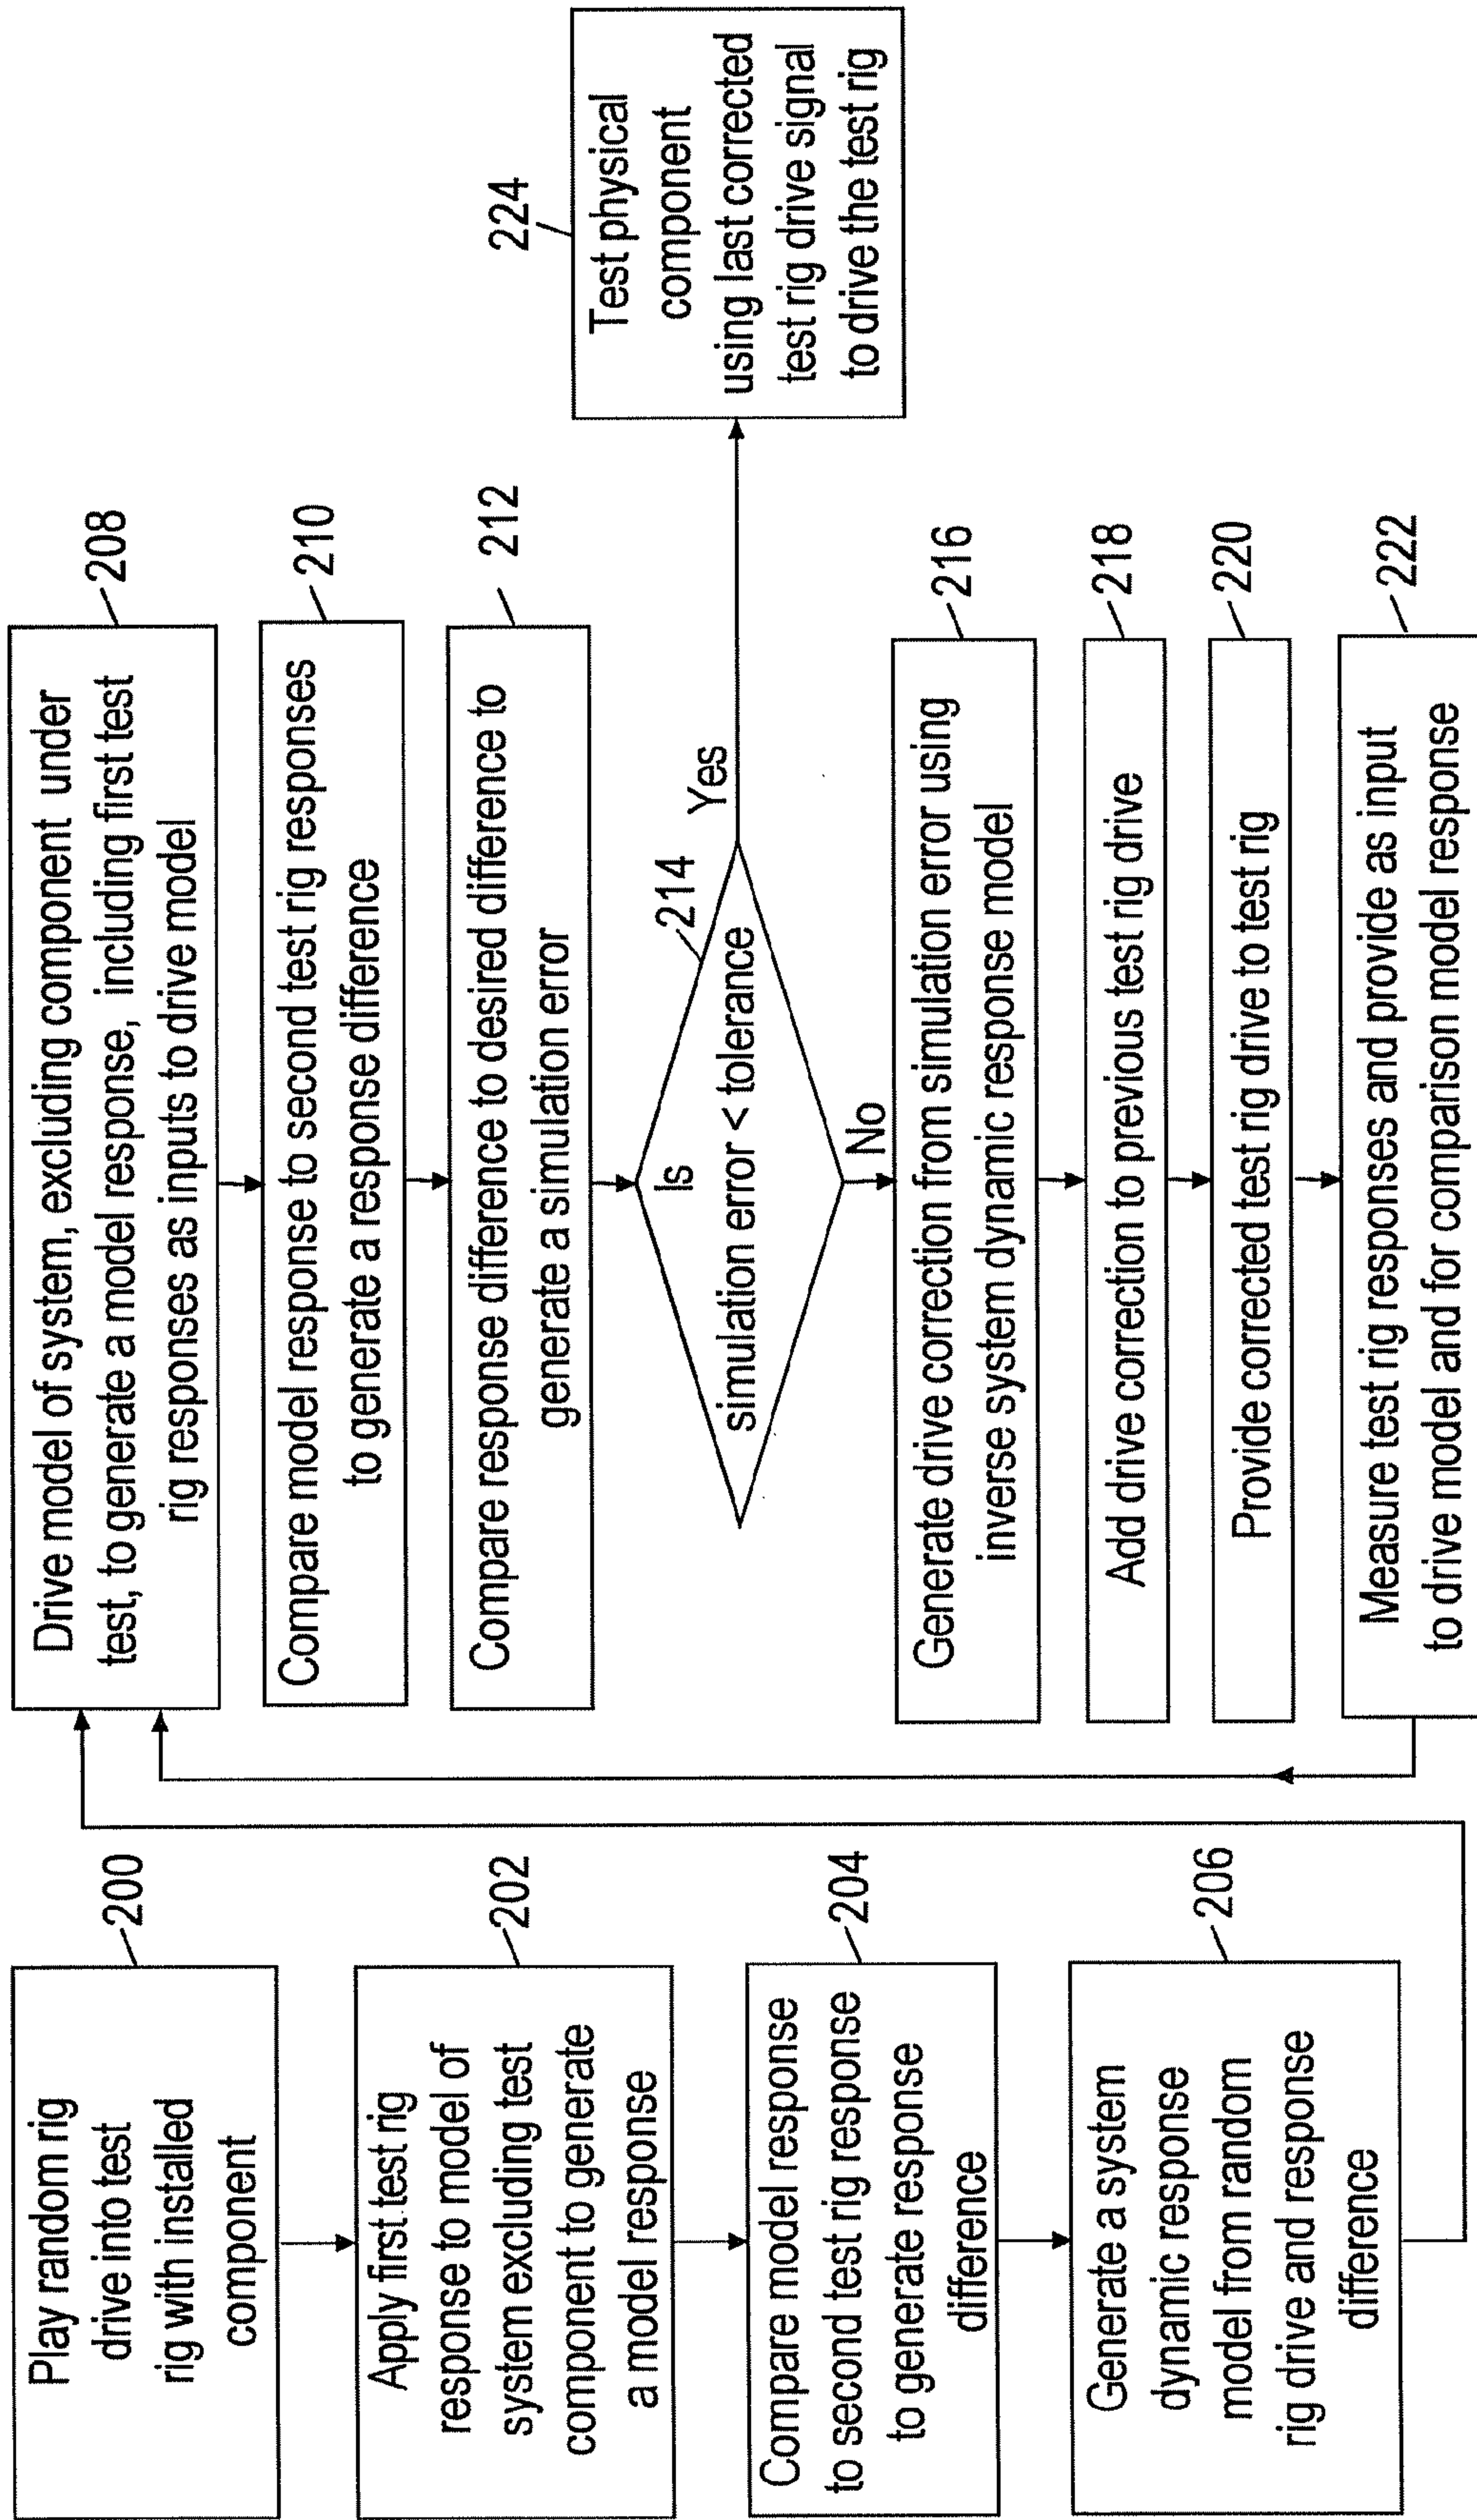 Play random rig
drive into test
rig with installed
component
200
Apply first test rig
response to model of
system excluding test
component to generate
a model response
202
Compare model response
to second test rig response
to generate response
difference
204
Generate a system
dynamic response
model from random
rig drive and response
difference
206
Drive model of system, excluding component under
test, to generate a model response, including first test
rig responses as inputs to drive model
208
Compare model response to second test rig responses
to generate a response difference
210
Compare response difference to desired difference to
generate a simulation error
212
Is
simulation error < tolerance
214
Yes
No
Generate drive correction from simulation error using
inverse system dynamic response model
216
Add drive correction to previous test rig drive
218
Provide corrected test rig drive to test rig
220
Measure test rig responses and provide as input
to drive model and for comparison model response
222
224
Test physical
component
using last corrected
test rig drive signal
to drive the test rig